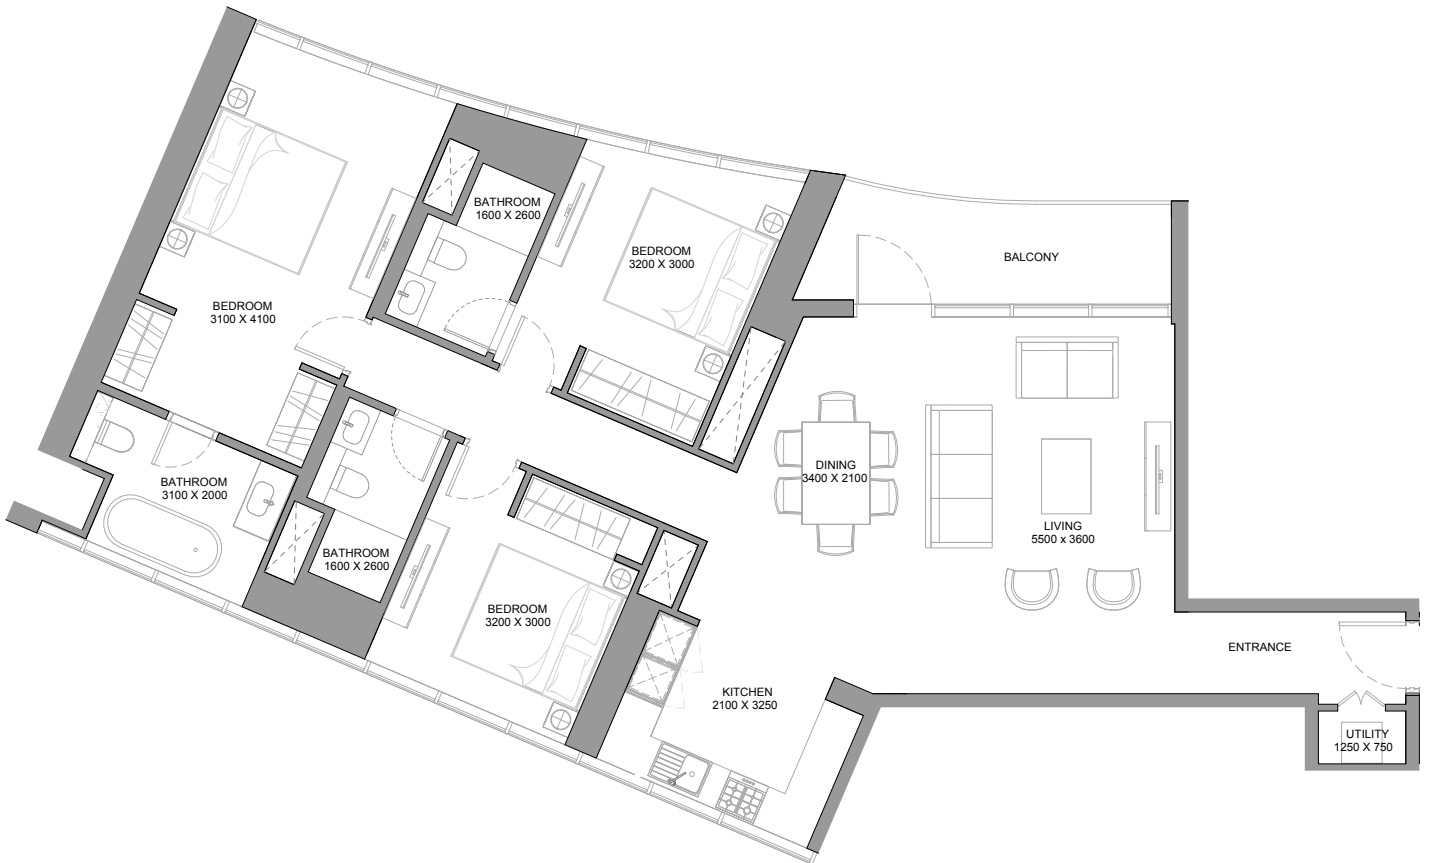 BATHROOM
1600 X 2600
BEDROOM
3200 X 3000
BALCONY
BEDROOM
3100 X 4100
DINING
3400 X 2100
BATHROOM
3100 X 2000
LIVING
5500 x 3600
BATHROOM
1600 X 2600
BEDROOM
3200 X 3000
ENTRANCE
KITCHEN
2100 X 3250
UTILITY
1250 X 750